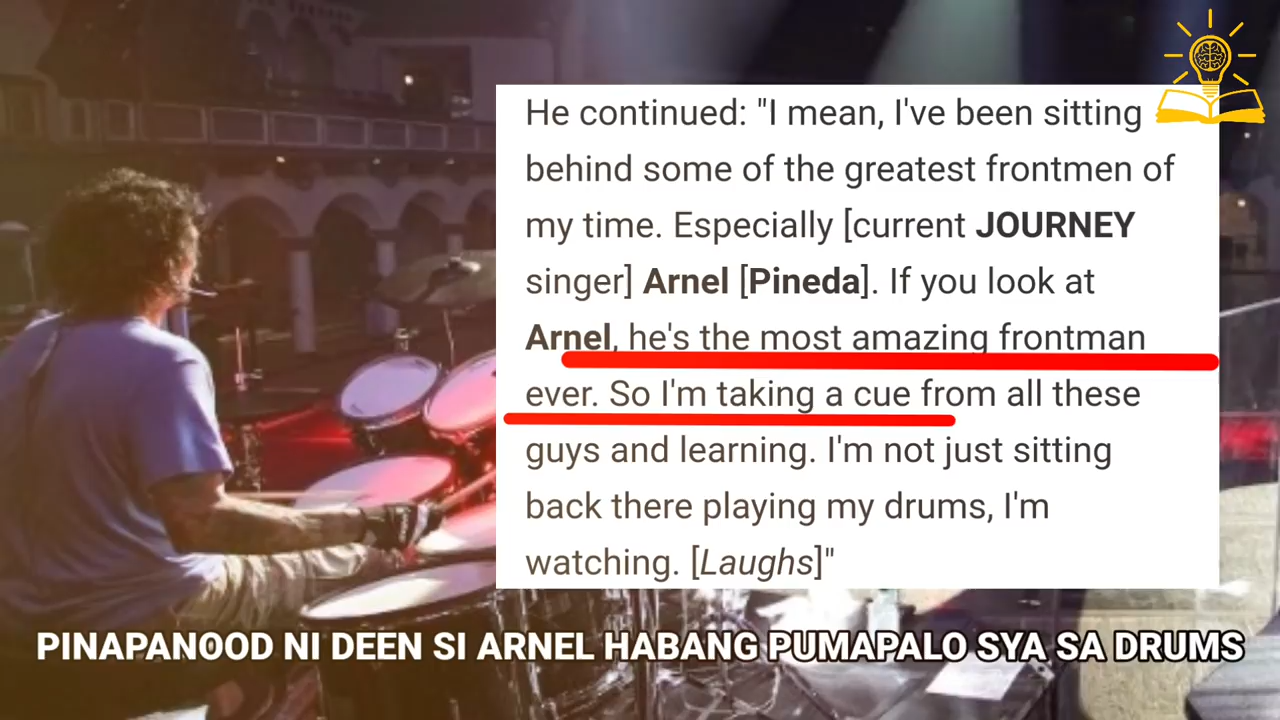 He continued: "I mean, I've been sitting
behind some of the greatest frontmen of
my time. Especially [current JOURNEY
singer] Arnel [Pineda]. If you look at
Arnel, he's the most amazing frontman
ever. So I'm taking a cue from all these
guys and learning. I'm not just sitting
back there playing my drums, I'm
watching. [Laughs]"
PINAPANOOD NI DEEN SI ARNEL HABANG PUMAPALO SYA SA DRUMS